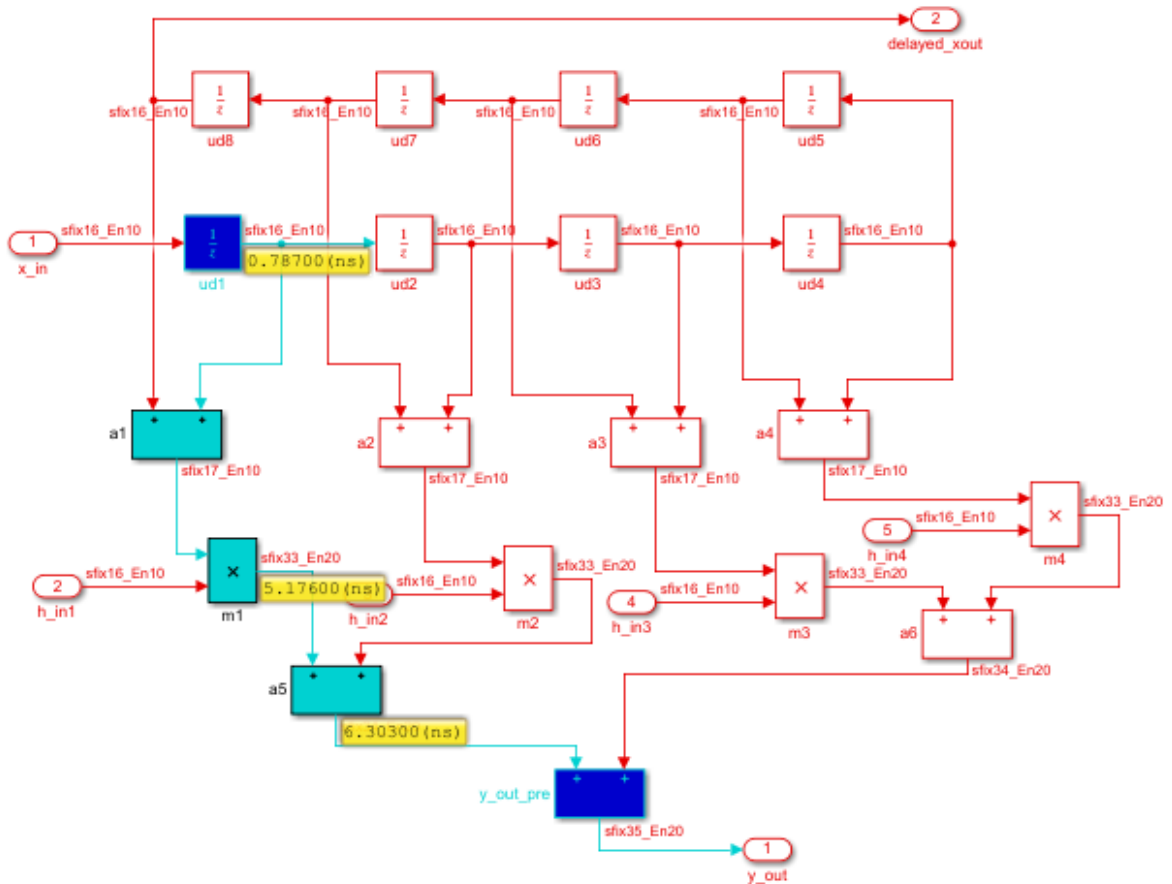 2
delayed_xout
1
z
1
z
1
z
1
z
sfix16_En10
sfix16_En10
sfix16_En10
sfix16_En10
ud8
ud7
ud6
ud5
sfix16_En10
sfix16_En10
sfix16_En10
sfix16_En10
sfix16_En10
1
1
z
1
z
1
z
1
z
x_in
0.78700(ns)
ud1
ud2
ud3
ud4
+ +
+ +
+ +
+ +
a1
a2
a3
a4
sfix17_En10
sfix17_En10
sfix17_En10
sfix17_En10
sfix33_En20
×
sfix16_En10
5
h_in4
m4
sfix33_En20
sfix33_En20
sfix33_En20
sfix16_En10
×
sfix16_En10
×
sfix16_En10
×
2
5.17600(ns)
4
h_in1
m1
h_in2
m2
h_in3
m3
+ +
a6
sfix34_En20
+ +
a5
6.30300(ns)
+ +
y_out_pre
sfix35_En20
1
y_out